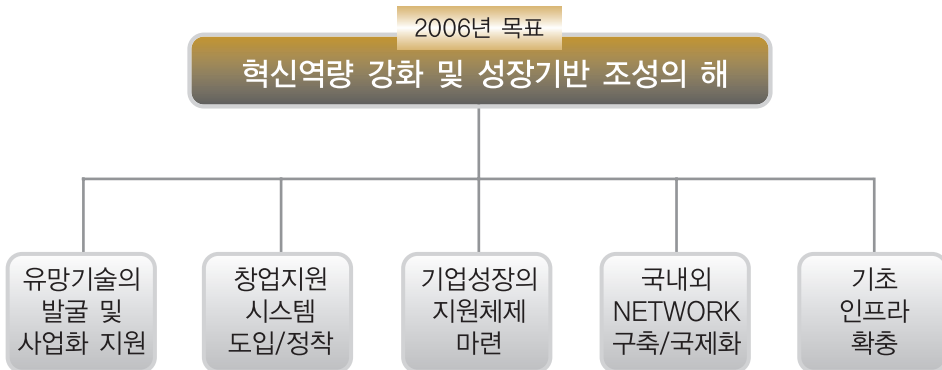 2006년 목표
혁신역량 강화 및 성장기반 조성의 해
유망기술의
발굴 및
사업화 지원
창업지원
시스템
도입/정착
기업성장의
지원체제
마련
국내외
NETWORK
구축/국제화
기초
인프라
확충